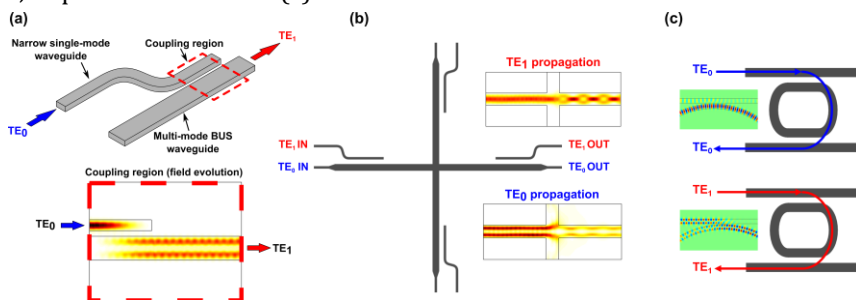 (a)
Narrow single-mode
waveguide
Coupling region
TE1
TE0
Multi-mode BUS
waveguide
Coupling region (field evolution)
TE0
TE1
(b)
TE1 propagation
TE1 IN
TE0 IN
TE1 OUT
TE0 OUT
TE0 propagation
(c)
TE0
TE0
TE1
TE1